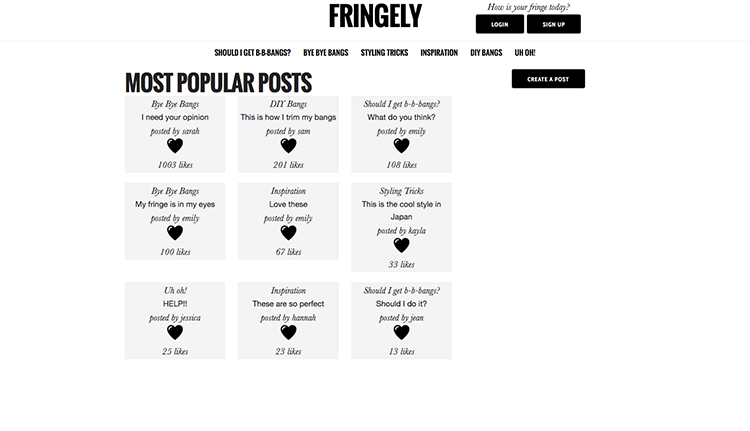 FRINGELY
How is your fringe today?
LOGIN
SIGN UP
SHOULD I GET B-B-BANGS?
BYE BYE BANGS
STYLING TRICKS
INSPIRATION
DIY BANGS
UH OH!
MOST POPULAR POSTS
CREATE A POST
Bye Bye Bangs
I need your opinion
posted by sarah
1003 likes
DIY Bangs
This is how I trim my bangs
posted by sam
201 likes
Should I get b-b-bangs?
What do you think?
posted by emily
108 likes
Bye Bye Bangs
My fringe is in my eyes
posted by emily
100 likes
Inspiration
Love these
posted by emily
67 likes
Styling Tricks
This is the cool style in
Japan
posted by kayla
33 likes
Uh oh!
HELP!!
posted by jessica
25 likes
Inspiration
These are so perfect
posted by hannah
23 likes
Should I get b-b-bangs?
Should I do it?
posted by jean
13 likes